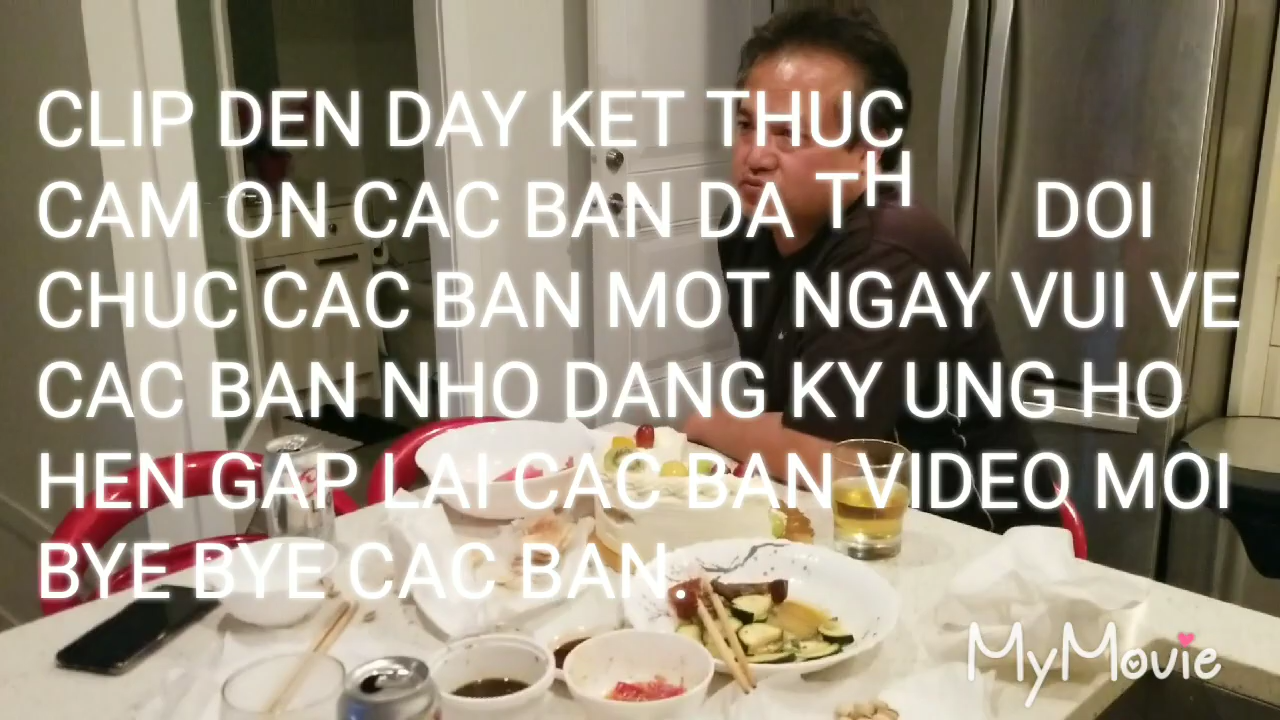 CLIP DEN DAY KET THUC
CAM ON CAC BAN DA TH DOI
CHUC CAC BAN MOT NGAY VUI VE
CAC BAN NHO DANG KY UNG HO
HEN GAP LAI CAC BAN VIDEO MOI
BYE BYE CAC BAN.
MyMovie